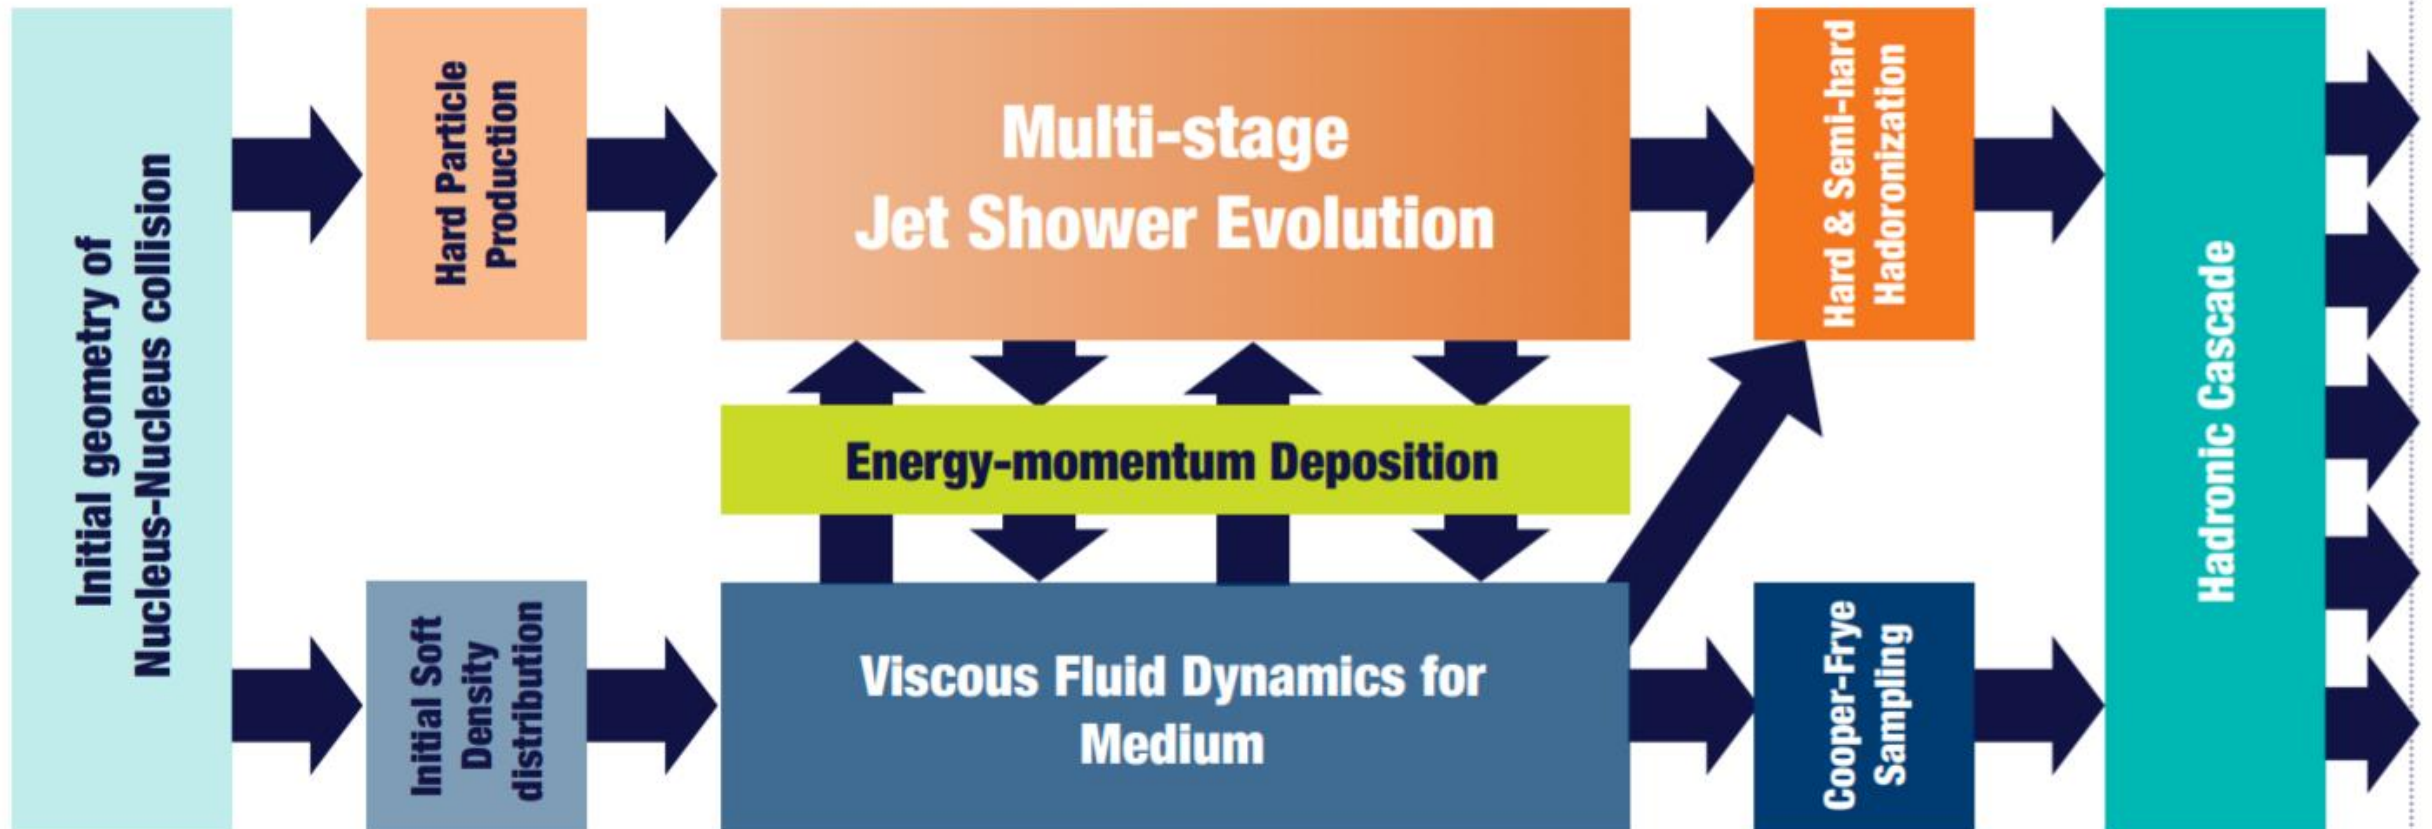 Initial geometry of
Nucleus-Nucleus collision
Hard Particle
Production
Initial Soft
Density
distribution
Multi-stage
Jet Shower Evolution
Energy-momentum Deposition
Viscous Fluid Dynamics for
Medium
Hard & Semi-hard
Hadoronization
Cooper-Frye
Sampling
Hadronic Cascade